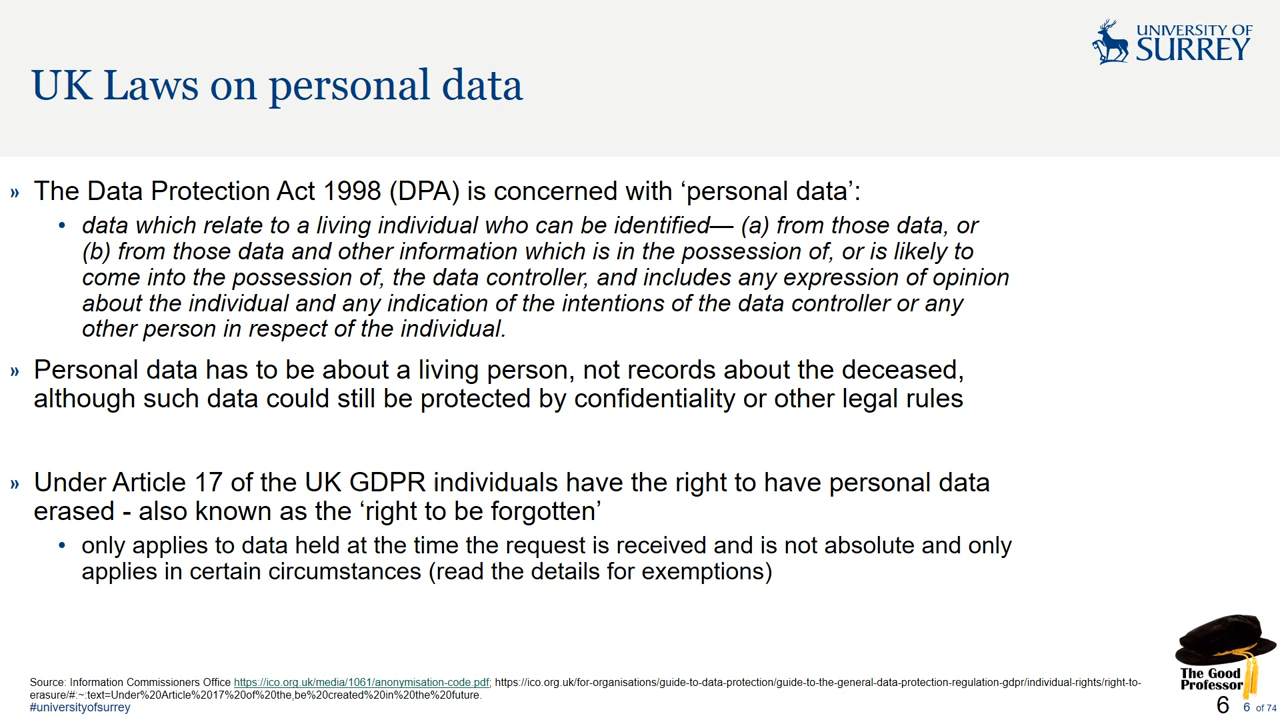 UNIVERSITY OF
SURREY
UK Laws on personal data
» The Data Protection Act 1998 (DPA) is concerned with ‘personal data’:
• data which relate to a living individual who can be identified— (a) from those data, or
(b) from those data and other information which is in the possession of, or is likely to
come into the possession of, the data controller, and includes any expression of opinion
about the individual and any indication of the intentions of the data controller or any
other person in respect of the individual.
» Personal data has to be about a living person, not records about the deceased,
although such data could still be protected by confidentiality or other legal rules
» Under Article 17 of the UK GDPR individuals have the right to have personal data
erased - also known as the ‘right to be forgotten’
• only applies to data held at the time the request is received and is not absolute and only
applies in certain circumstances (read the details for exemptions)
Source: Information Commissioners Office https://ico.org.uk/media/1061/anonymisation-code.pdf; https://ico.org.uk/for-organisations/guide-to-data-protection/guide-to-the-general-data-protection-regulation-gdpr/individual-rights/right-to-
erasure/#:~:text=Under%20Article%2017%20of%20the,be%20created%20in%20the%20future.
#universityofsurrey
The Good
Professor
6 6 of 74